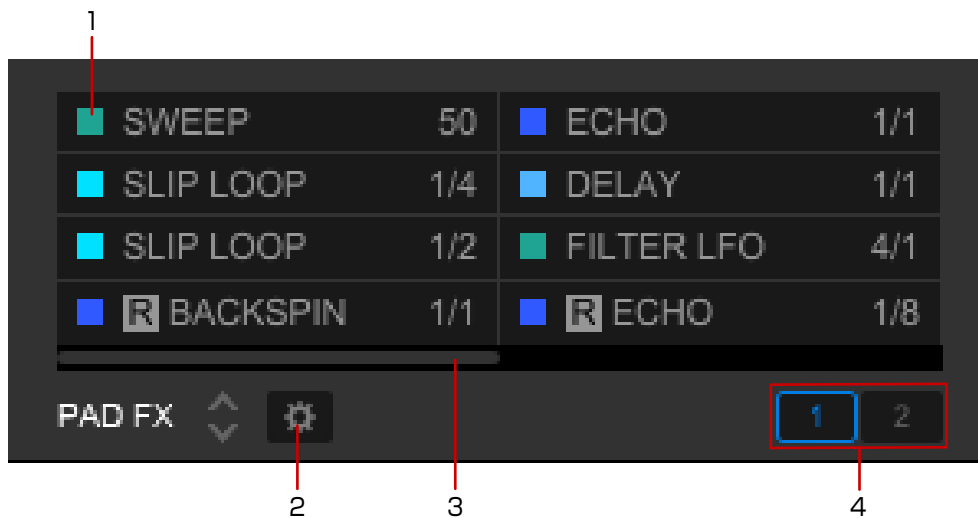 1
SWEEP 50 ECHO 1/1
SLIP LOOP 1/4 DELAY 1/1
SLIP LOOP 1/2 FILTER LFO 4/1
R BACKSPIN 1/1 R ECHO 1/8
PAD FX 1 2
2 3 4